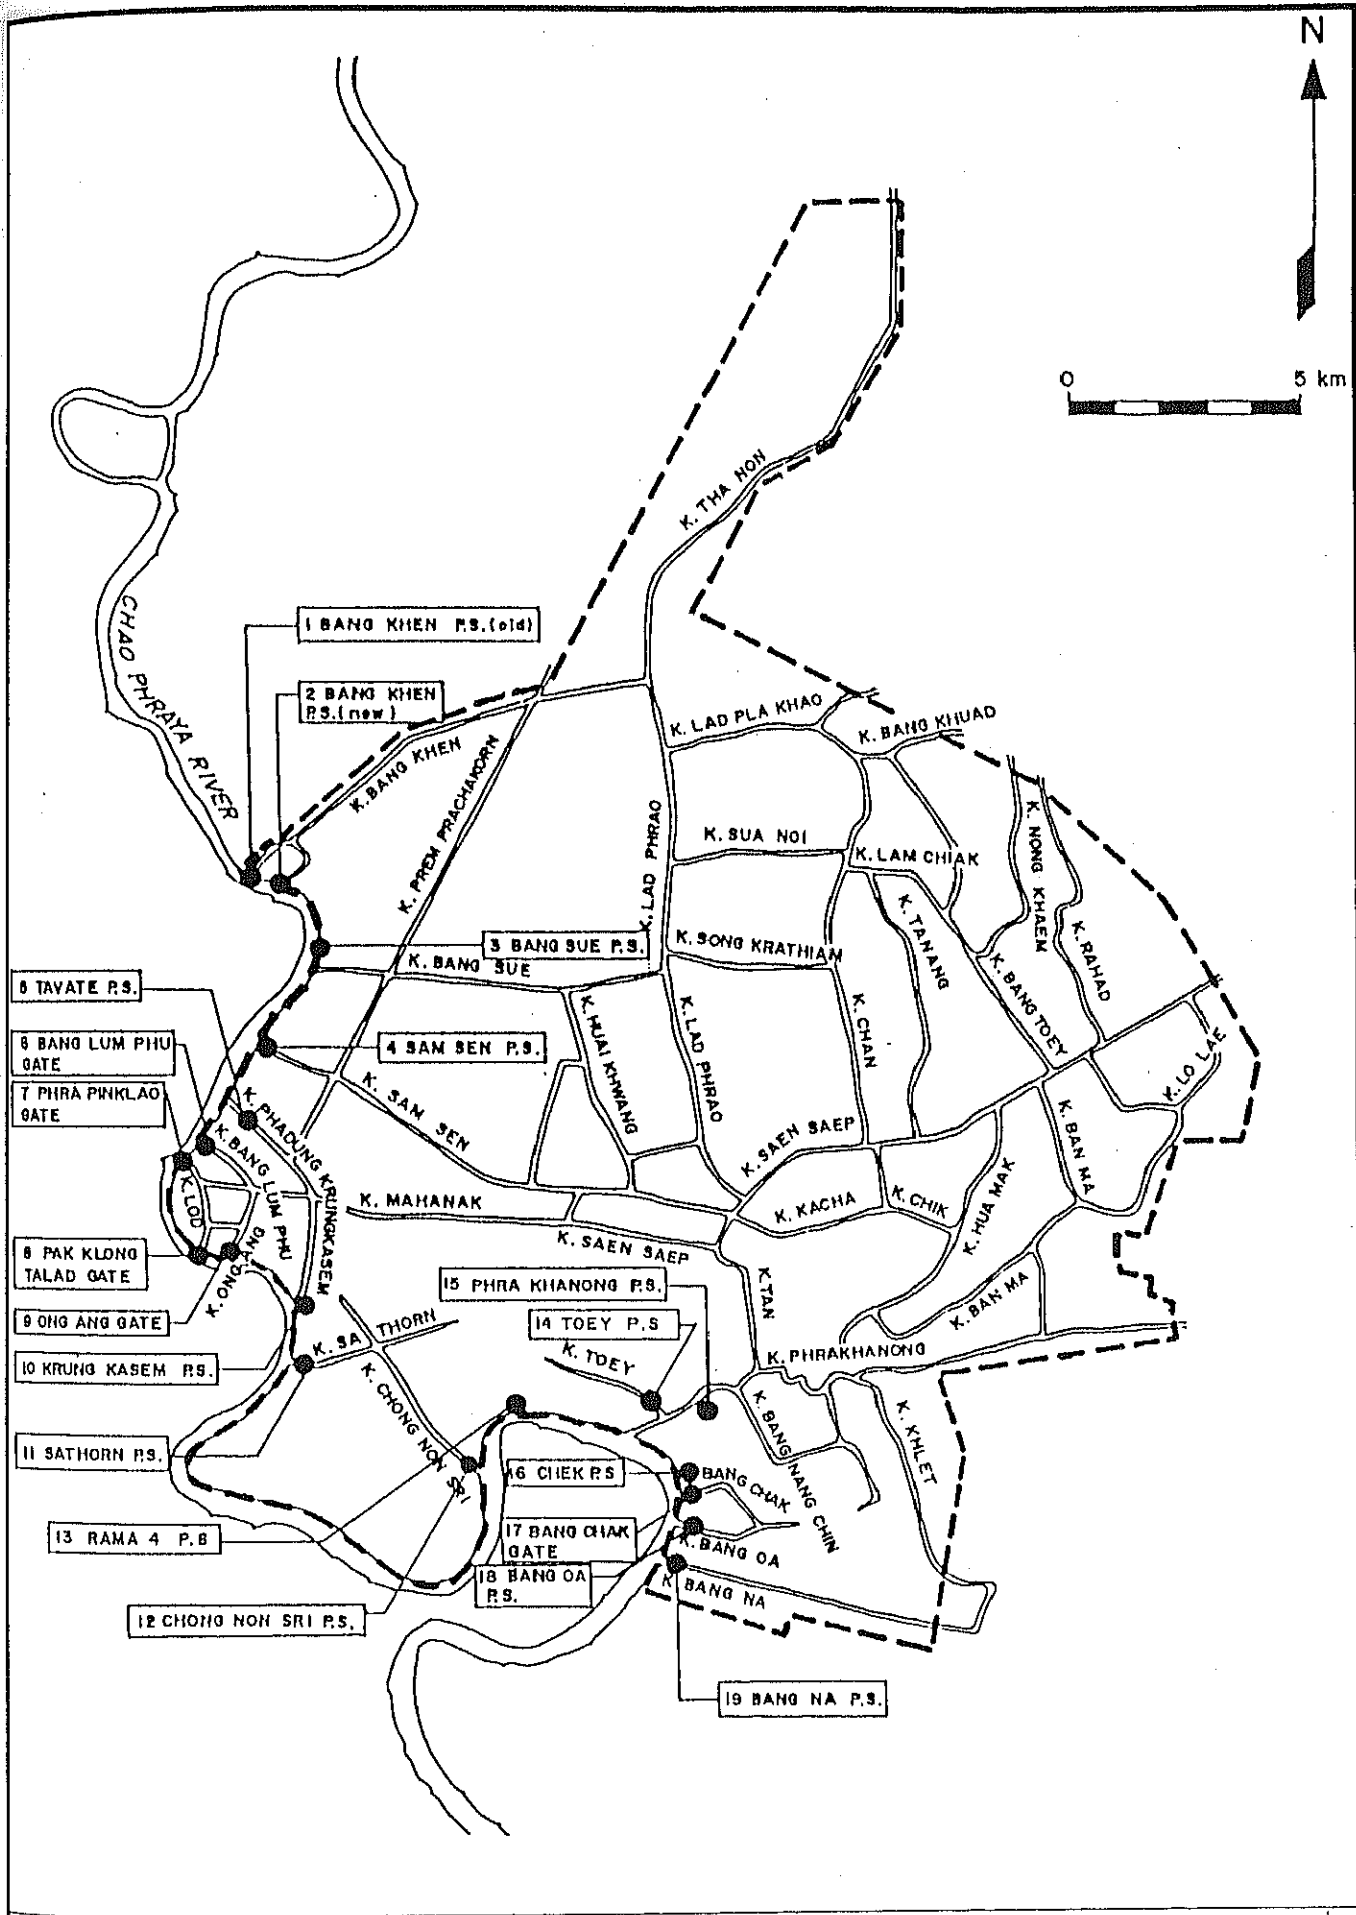 N
0 5 km
K. THA NON
CHAO PHRAYA RIVER
1 BANG KHEN P.S.(old)
2 BANG KHEN
P.S.(new)
K. LAD PLA KHAO
K. BANG KHUAD
K. BANG KHEN
K. PREM PRACHAKORN
K. LAD PHRAO
K. SUA NOI
K. LAM CHIAK
K. NONG KHAEM
K. TANANG
K. RAHAD
3 BANG SUE P.S.
K. SONG KRATHIAM
K. BANG SUE
K. BANG TOEY
5 TAVATE P.S.
K. HUAI KHWANG
K. LAD PHRAO
K. CHAN
6 BANG LUM PHU
GATE
4 SAM SEN P.S.
K. LO LAE
7 PHRA PINKLAO
GATE
K. SAM SEN
K. PHADUNG KRUNGKASEM
K. BANG LUM PHU
K. SAEN SAEP
K. BAN MA
K. LOD
K. MAHANAK
K. KACHA
K. CHIK
K. HUA MAK
8 PAK KLONG
TALAD GATE
K. ONG ANG
K. SAEN SAEP
15 PHRA KHANONG P.S.
K. TAN
K. BAN MA
9 ONG ANG GATE
K. SA THORN
14 TOEY P.S
K. TOEY
K. PHRAKHANONG
10 KRUNG KASEM P.S.
K. CHONG NON SRI
K. BANG NANG CHIN
K. KHLET
11 SATHORN P.S.
16 CHEK P.S
BANG CHAK
13 RAMA 4 P.S
17 BANG CHAK
GATE
K. BANG OA
18 BANG OA
P.S.
K BANG NA
12 CHONG NON SRI P.S.
19 BANG NA P.S.